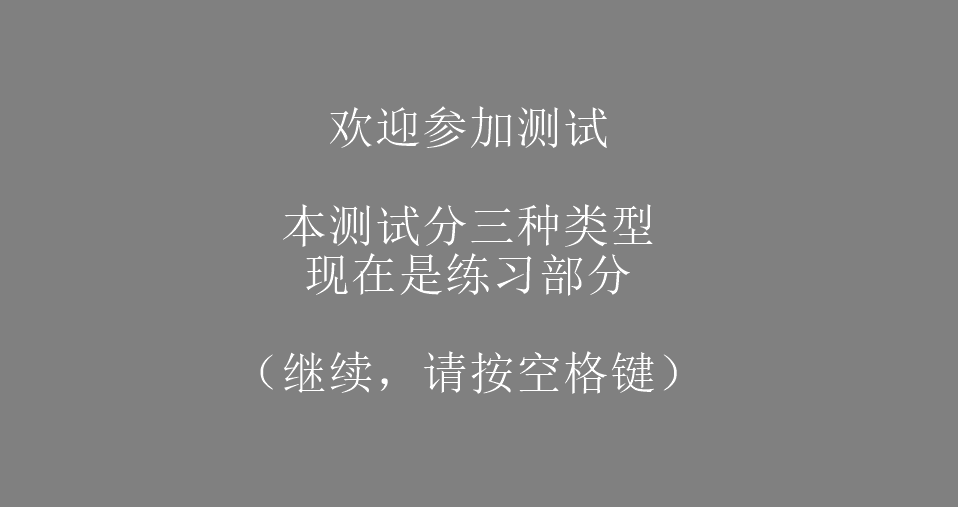 欢迎参加测试
本测试分三种类型
现在是练习部分
（继续，请按空格键）